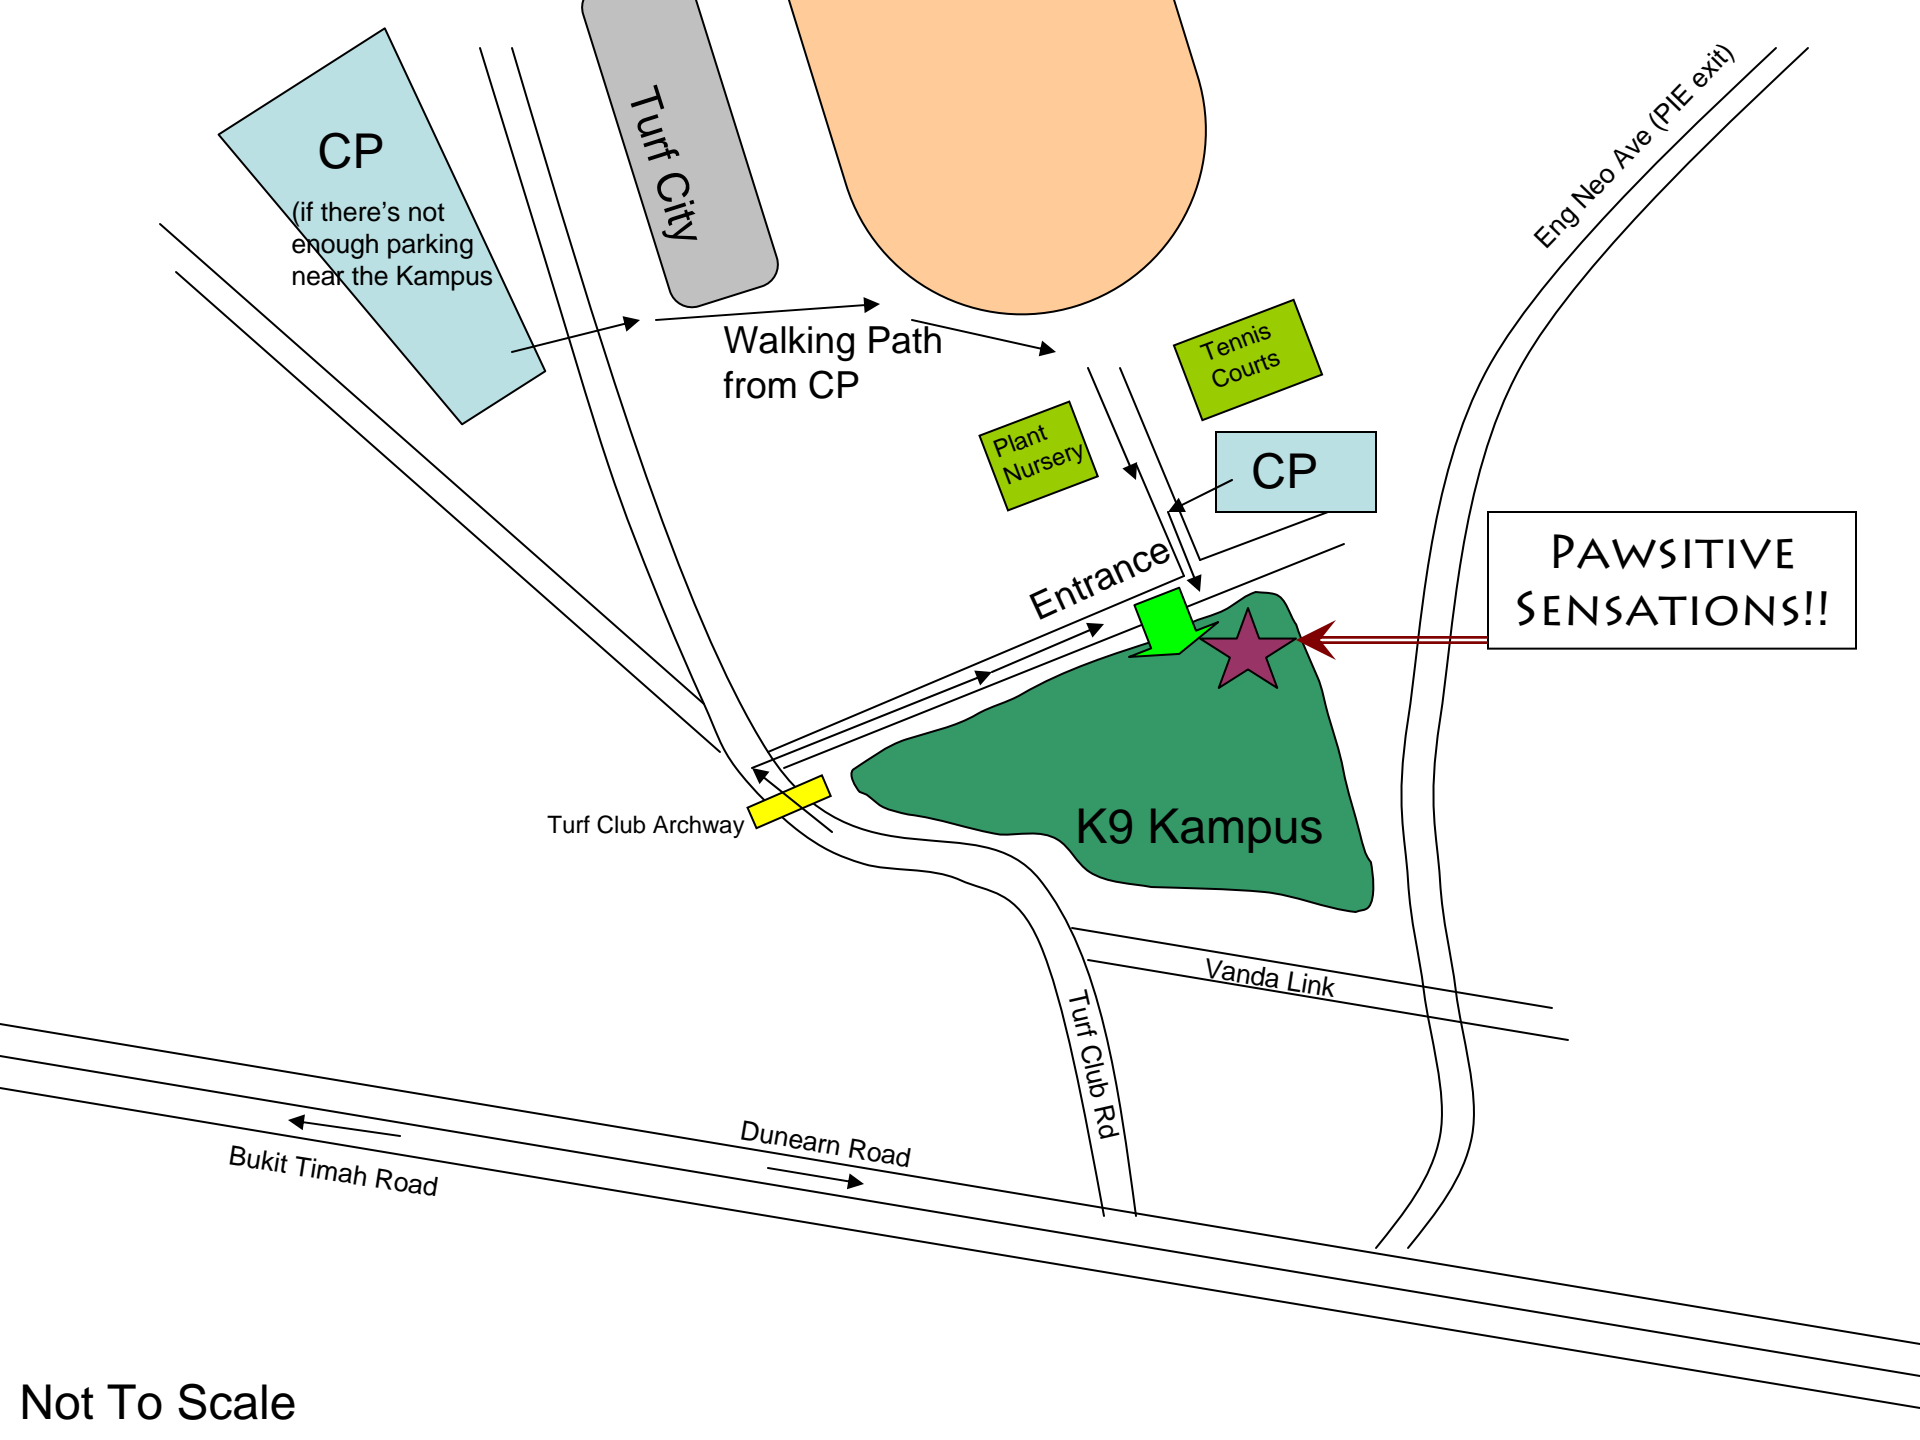 CP
(if there's not
enough parking
near the Kampus
Turf City
Eng Neo Ave (PIE exit)
Walking Path
from CP
Tennis
Courts
Plant
Nursery
CP
PAWSITIVE
SENSATIONS!!
Entrance
Turf Club Archway
K9 Kampus
Vanda Link
Turf Club Rd
Dunearn Road
Bukit Timah Road
Not To Scale